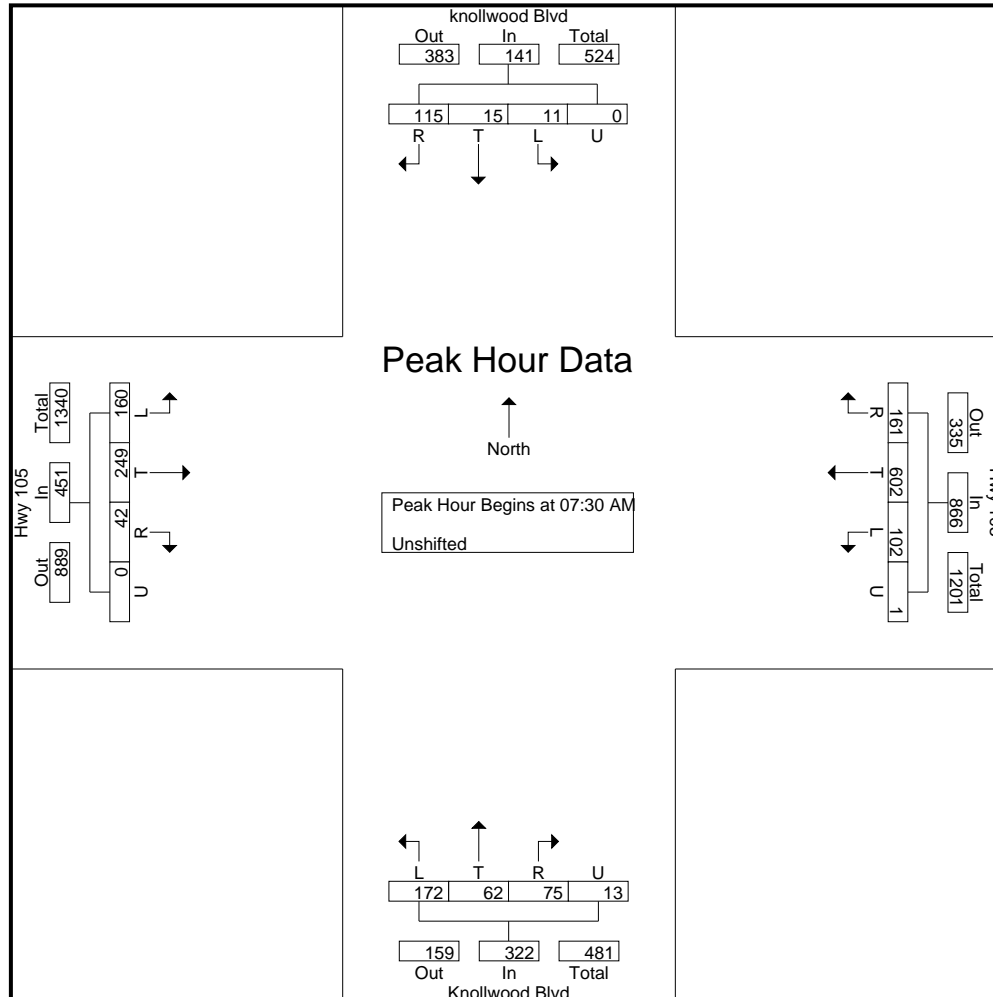 knollwood Blvd
Out In Total
383 141 524
115 15 11 0
R T L U
Peak Hour Data
North
Peak Hour Begins at 07:30 AM
Unshifted
Hwy 105
Total In Out
1340 451 889
160 249 42 0
L T R U
Out In Total
335 866 1201
161 602 102 1
R T L U
L T R U
172 62 75 13
159 322 481
Out In Total
Knollwood Blvd